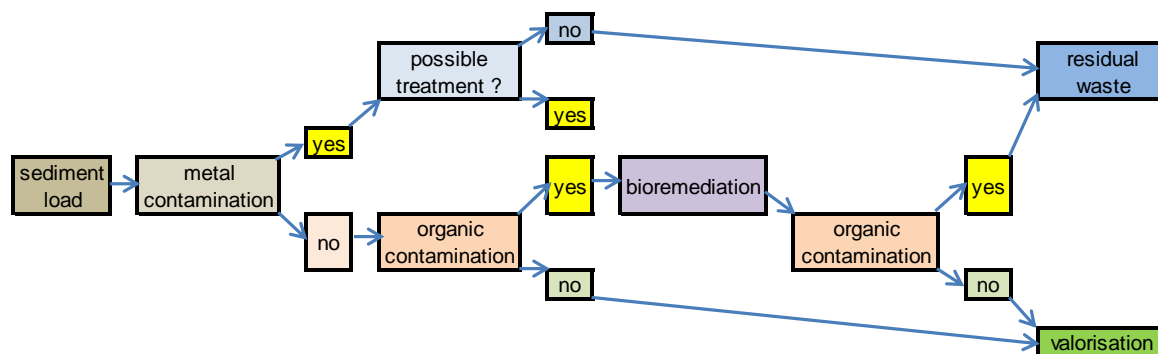 no
possible
treatment ?
residual
waste
yes
yes
sediment
load
metal
contamination
yes
bioremediation
yes
no
organic
contamination
organic
contamination
no
no
valorisation